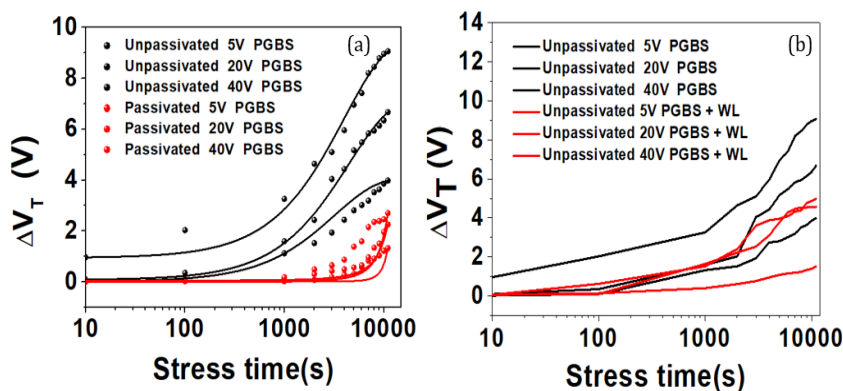 (a)
Unpassivated 5V PGBS
Unpassivated 20V PGBS
Unpassivated 40V PGBS
Passivated 5V PGBS
Passivated 20V PGBS
Passivated 40V PGBS
10
8
6
4
2
0
ΔV_T (V)
10 100 1000 10000
Stress time(s)
(b)
Unpassivated 5V PGBS
Unpassivated 20V PGBS
Unpassivated 40V PGBS
Unpassivated 5V PGBS + WL
Unpassivated 20V PGBS + WL
Unpassivated 40V PGBS + WL
14
12
10
8
6
4
2
0
ΔV_T (V)
10 100 1000 10000
Stress time(s)